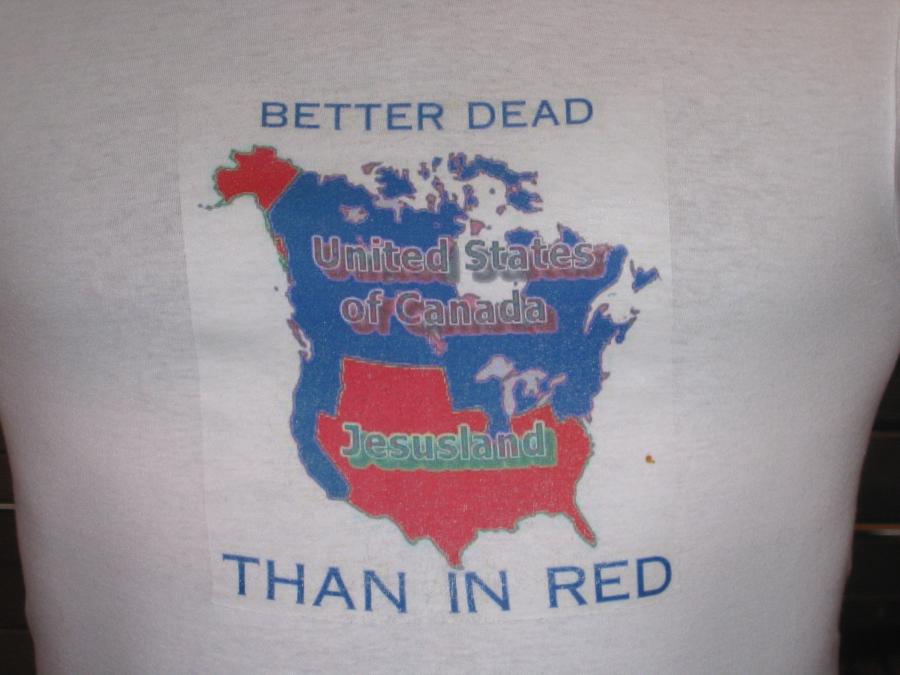 BETTER DEAD
United States
of Canada
Jesusland
THAN IN RED